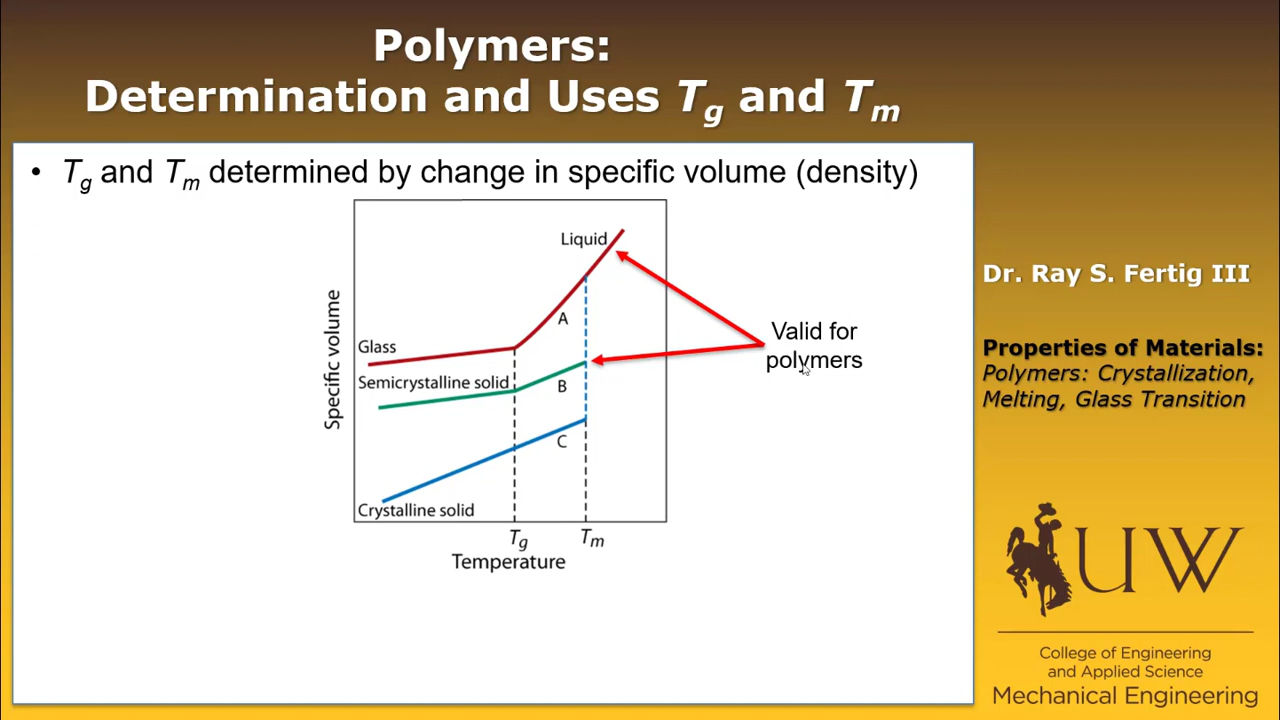 Polymers:
Determination and Uses Tg and Tm
• Tg and Tm determined by change in specific volume (density)
Liquid
A
Glass
Semicrystalline solid
B
C
Crystalline solid
Specific volume
Tg
Tm
Temperature
Valid for
polymers
Dr. Ray S. Fertig III
Properties of Materials:
Polymers: Crystallization,
Melting, Glass Transition
UW
College of Engineering
and Applied Science
Mechanical Engineering